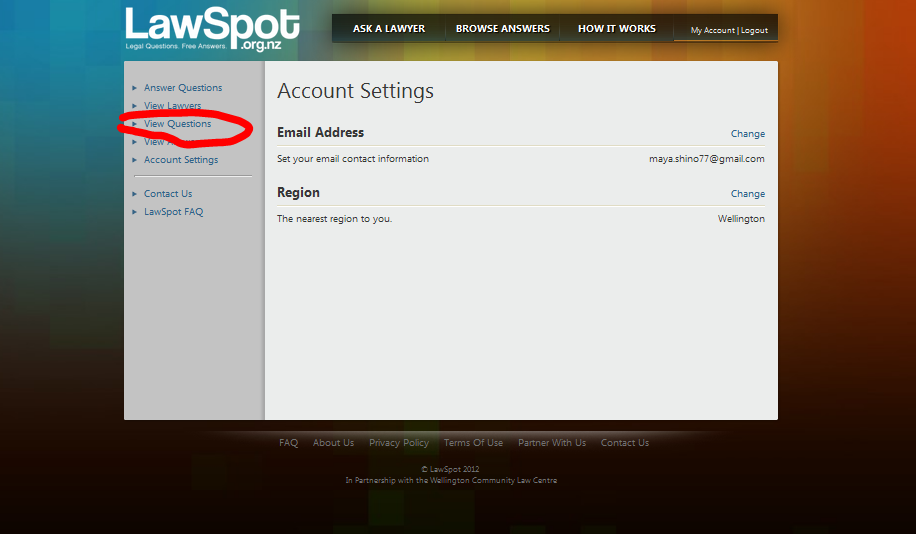 LawSpot
.org.nz
Legal Questions. Free Answers.
ASK A LAWYER
BROWSE ANSWERS
HOW IT WORKS
My Account | Logout
Answer Questions
View Lawyers
View Questions
View
Account Settings
Contact Us
LawSpot FAQ
Account Settings
Email Address
Change
Set your email contact information
maya.shino77@gmail.com
Region
Change
The nearest region to you.
Wellington
FAQ
About Us
Privacy Policy
Terms Of Use
Partner With Us
Contact Us
© LawSpot 2012
In Partnership with the Wellington Community Law Centre